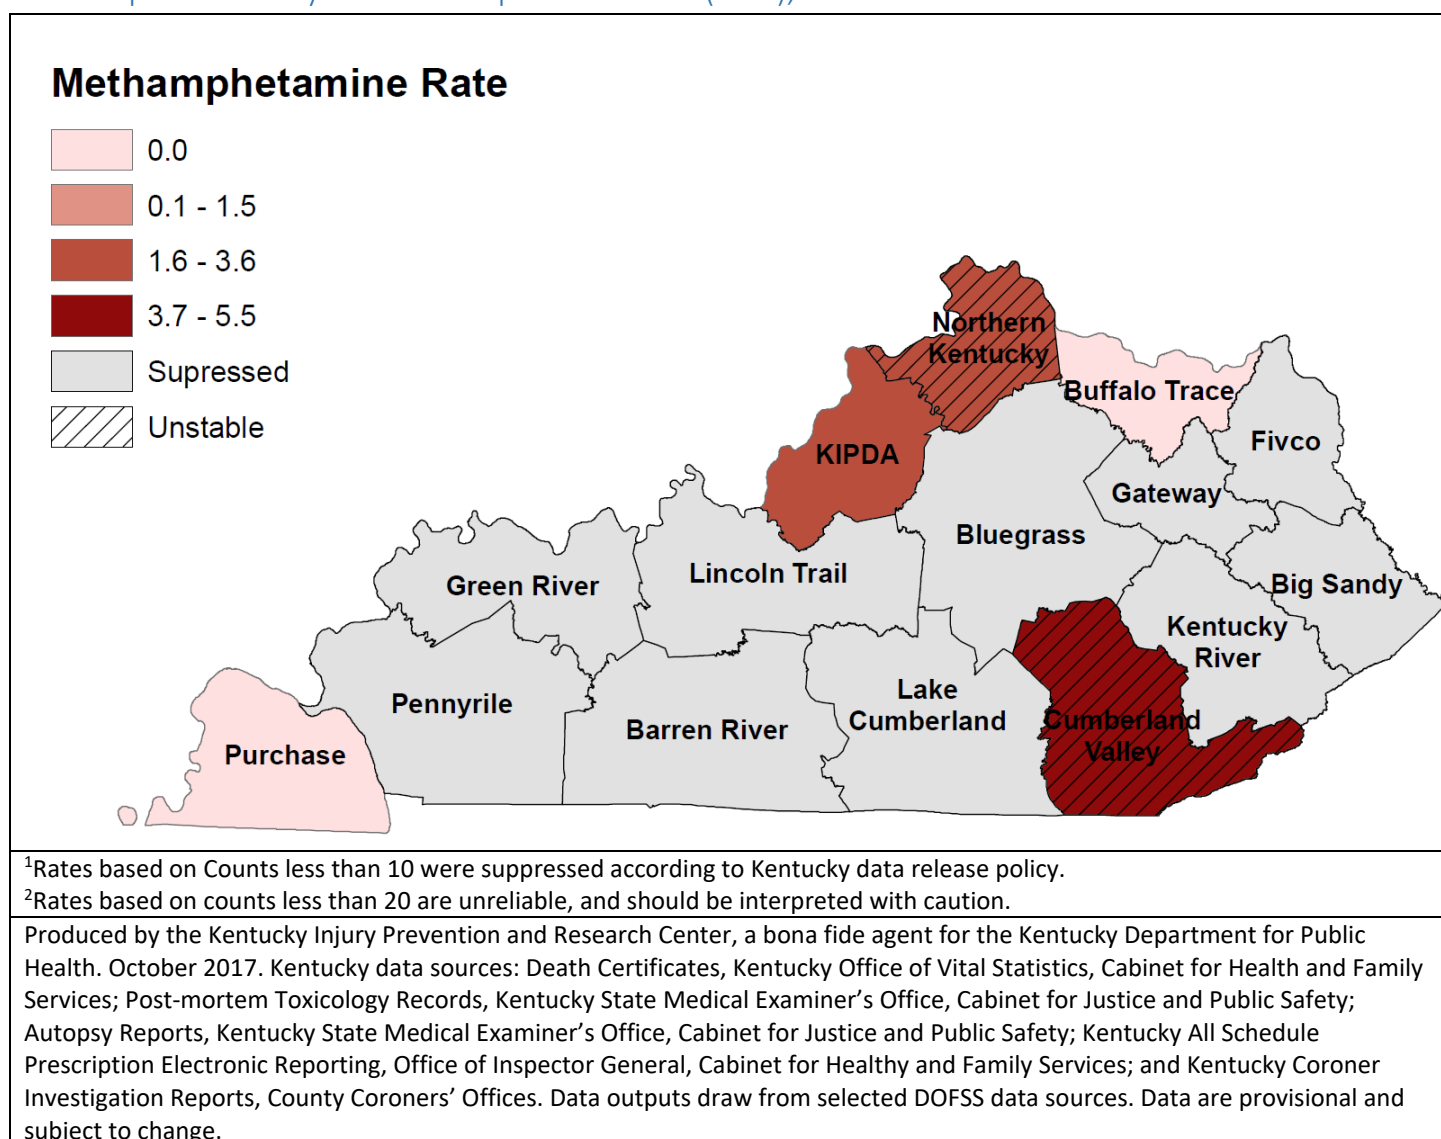 Methamphetamine Rate
0.0
0.1 - 1.5
1.6 - 3.6
3.7 - 5.5
Supressed
Unstable
Northern
Kentucky
Buffalo Trace
Fivco
KIPDA
Gateway
Bluegrass
Lincoln Trail
Green River
Big Sandy
Kentucky
River
Lake
Cumberland
Pennyrile
Barren River
Cumberland
Valley
Purchase
¹Rates based on Counts less than 10 were suppressed according to Kentucky data release policy.
²Rates based on counts less than 20 are unreliable, and should be interpreted with caution.
Produced by the Kentucky Injury Prevention and Research Center, a bona fide agent for the Kentucky Department for Public
Health. October 2017. Kentucky data sources: Death Certificates, Kentucky Office of Vital Statistics, Cabinet for Health and Family
Services; Post-mortem Toxicology Records, Kentucky State Medical Examiner’s Office, Cabinet for Justice and Public Safety;
Autopsy Reports, Kentucky State Medical Examiner’s Office, Cabinet for Justice and Public Safety; Kentucky All Schedule
Prescription Electronic Reporting, Office of Inspector General, Cabinet for Healthy and Family Services; and Kentucky Coroner
Investigation Reports, County Coroners’ Offices. Data outputs draw from selected DOFSS data sources. Data are provisional and
subject to change.